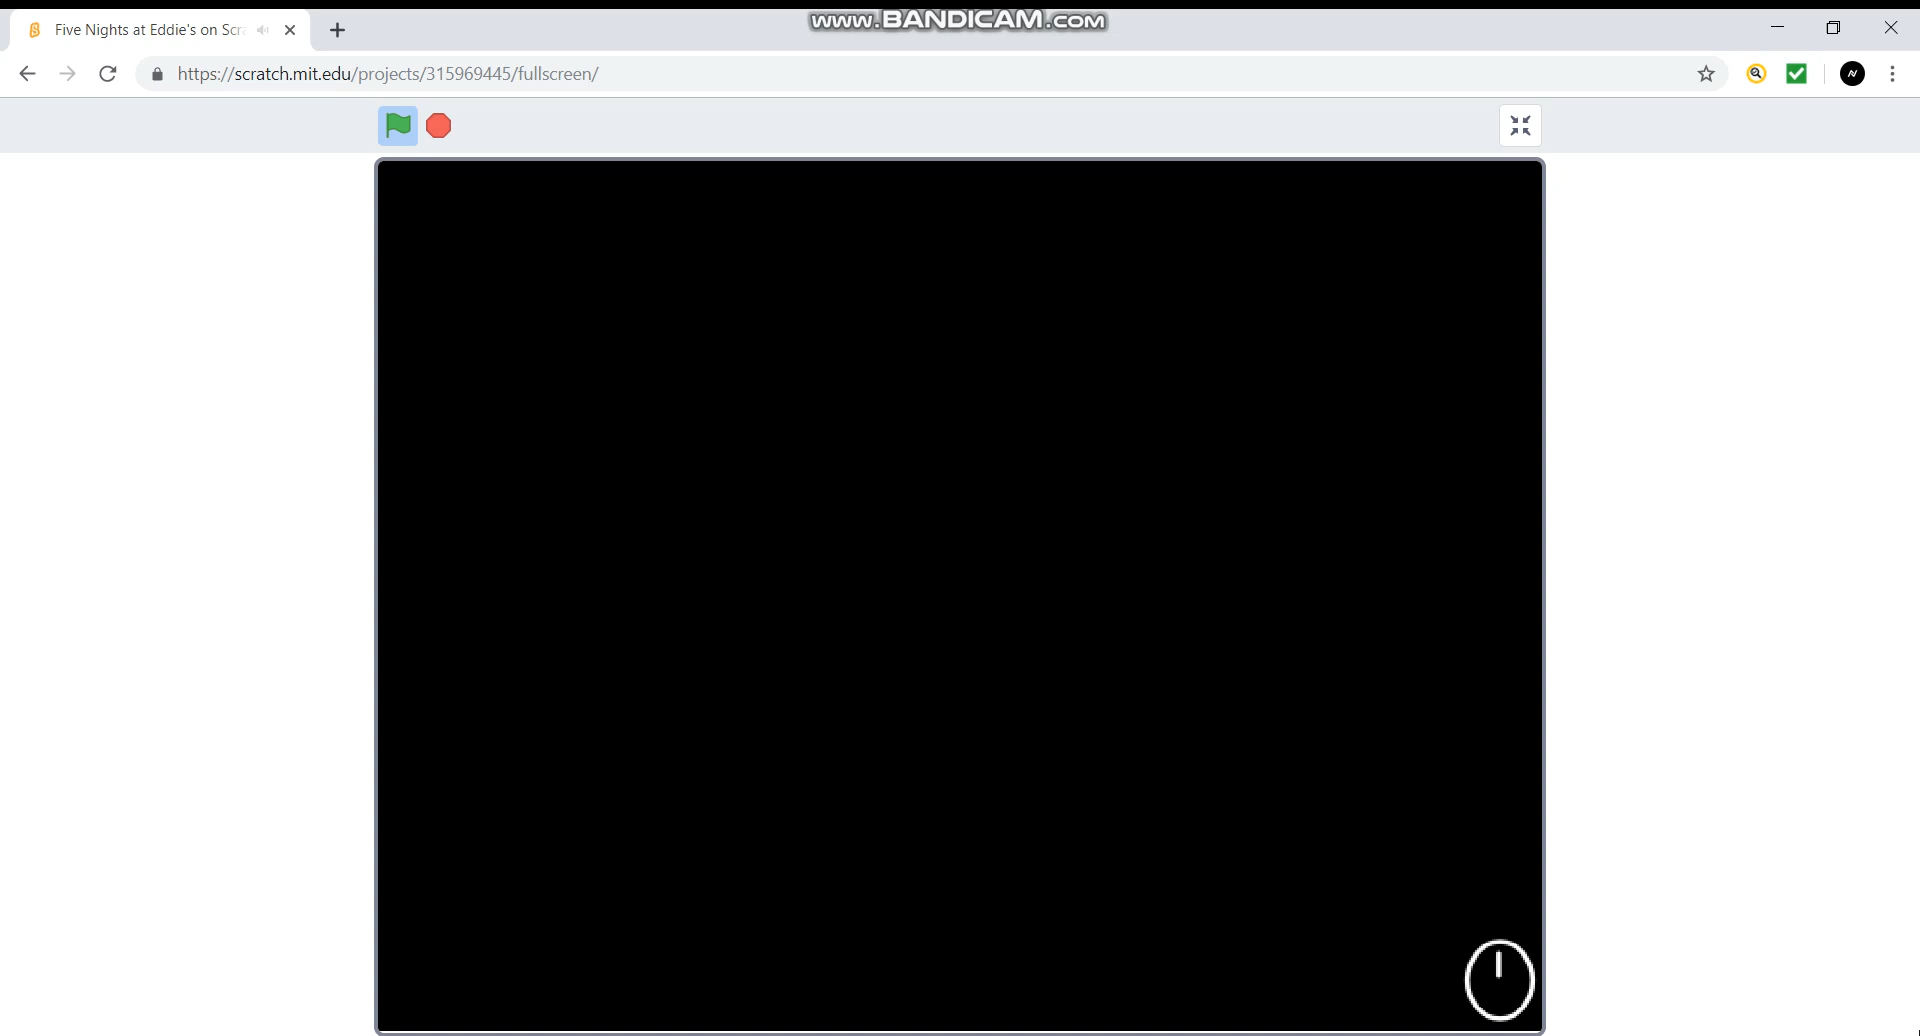 www.BANDICAM.COM
Five Nights at Eddie's on Scr
https://scratch.mit.edu/projects/315969445/fullscreen/